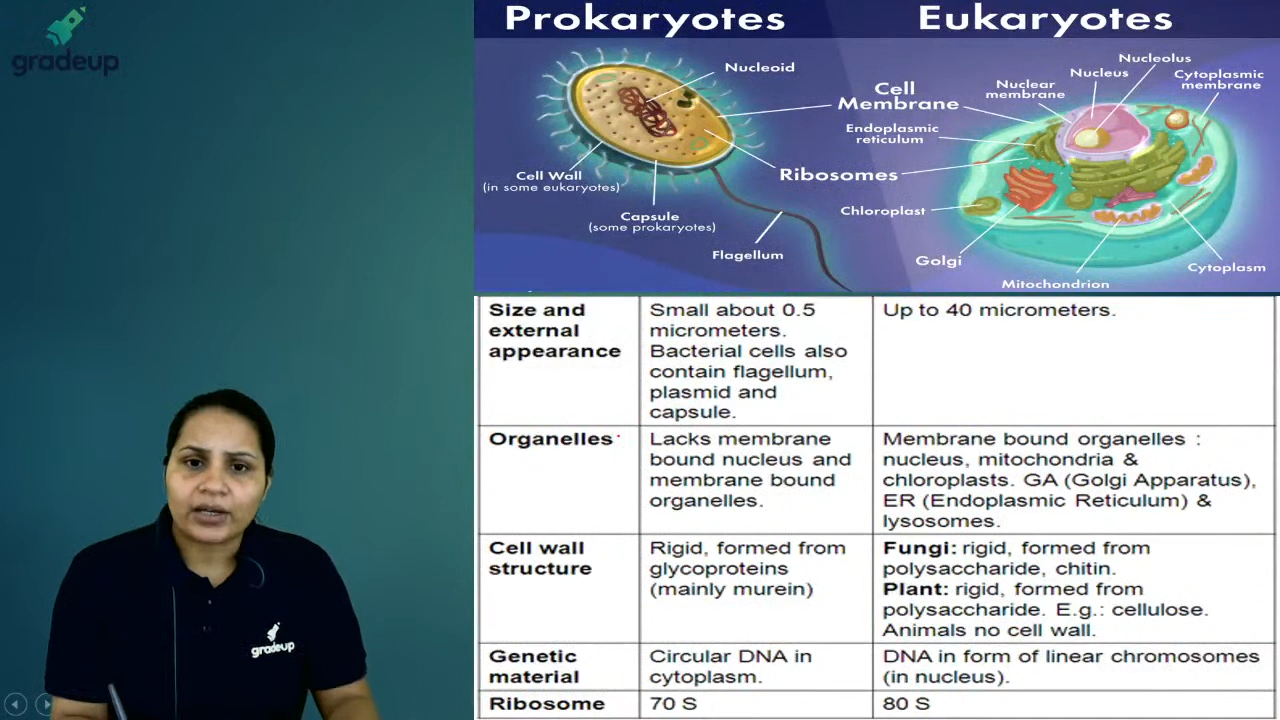 gradeup
Prokaryotes
Eukaryotes
Nucleoid
Cell
Membrane
Ribosomes
Cell Wall
(in some eukaryotes)
Capsule
(some prokaryotes)
Flagellum
Nucleolus
Nucleus
Nuclear
membrane
Cytoplasmic
membrane
Endoplasmic
reticulum
Chloroplast
Golgi
Mitochondrion
Cytoplasm
Size and
external
appearance
Small about 0.5
micrometers.
Bacterial cells also
contain flagellum,
plasmid and
capsule.
Up to 40 micrometers.
Organelles
Lacks membrane
bound nucleus and
membrane bound
organelles.
Membrane bound organelles :
nucleus, mitochondria &
chloroplasts. GA (Golgi Apparatus),
ER (Endoplasmic Reticulum) &
lysosomes.
Cell wall
structure
Rigid, formed from
glycoproteins
(mainly murein)
Fungi: rigid, formed from
polysaccharide, chitin.
Plant: rigid, formed from
polysaccharide. E.g.: cellulose.
Animals no cell wall.
Genetic
material
Circular DNA in
cytoplasm.
DNA in form of linear chromosomes
(in nucleus).
Ribosome
70 S
80 S
gradeup